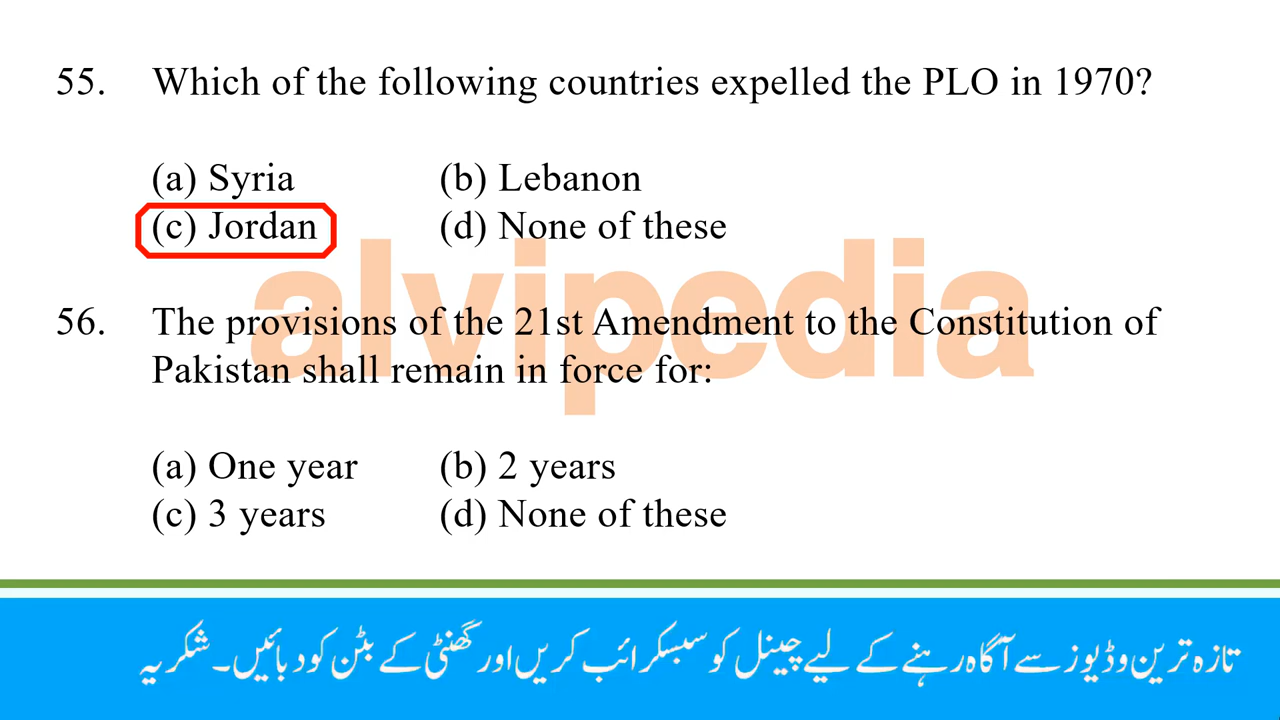 55. Which of the following countries expelled the PLO in 1970?
(a) Syria (b) Lebanon
(c) Jordan (d) None of these
alvipedia
56. The provisions of the 21st Amendment to the Constitution of
Pakistan shall remain in force for:
(a) One year (b) 2 years
(c) 3 years (d) None of these
تازہ ترین وڈیوز سے آگاہ رہنے کے لیے چینل کو سبسکرائب کریں اور گھنٹی کے بٹن کو دبائیں۔ شکریہ